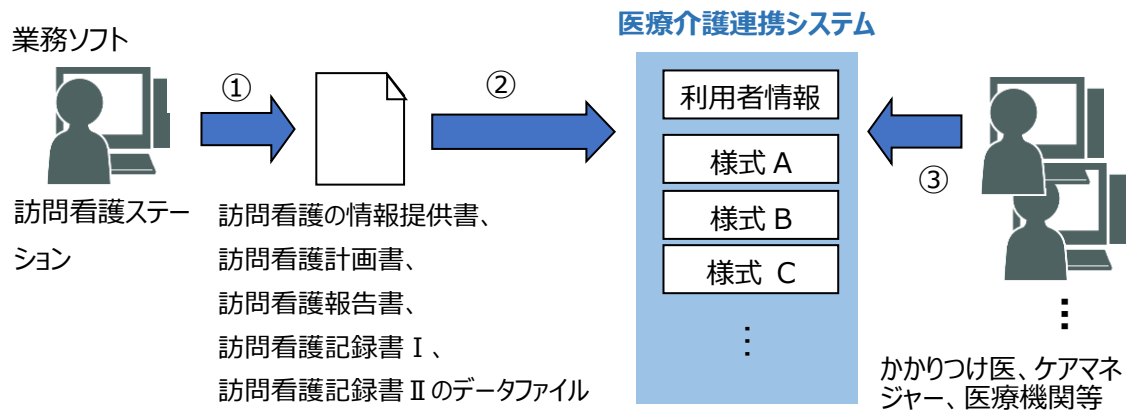 医療介護連携システム
業務ソフト
①
②
③
訪問看護ステー
ション
訪問看護の情報提供書、
訪問看護計画書、
訪問看護報告書、
訪問看護記録書Ⅰ、
訪問看護記録書Ⅱのデータファイル
利用者情報
様式 A
様式 B
様式 C
⋮
⋮
かかりつけ医、ケアマネ
ジャー、医療機関等